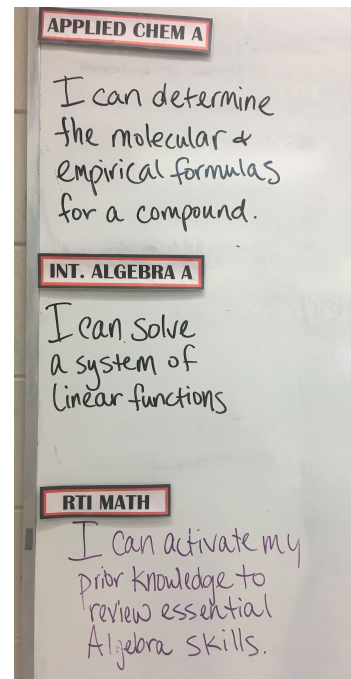 APPLIED CHEM A
I can determine
the molecular &
empirical formulas
for a compound.
INT. ALGEBRA A
I can solve
a system of
linear functions
RTI MATH
I can activate my
prior knowledge to
review essential
Algebra skills.